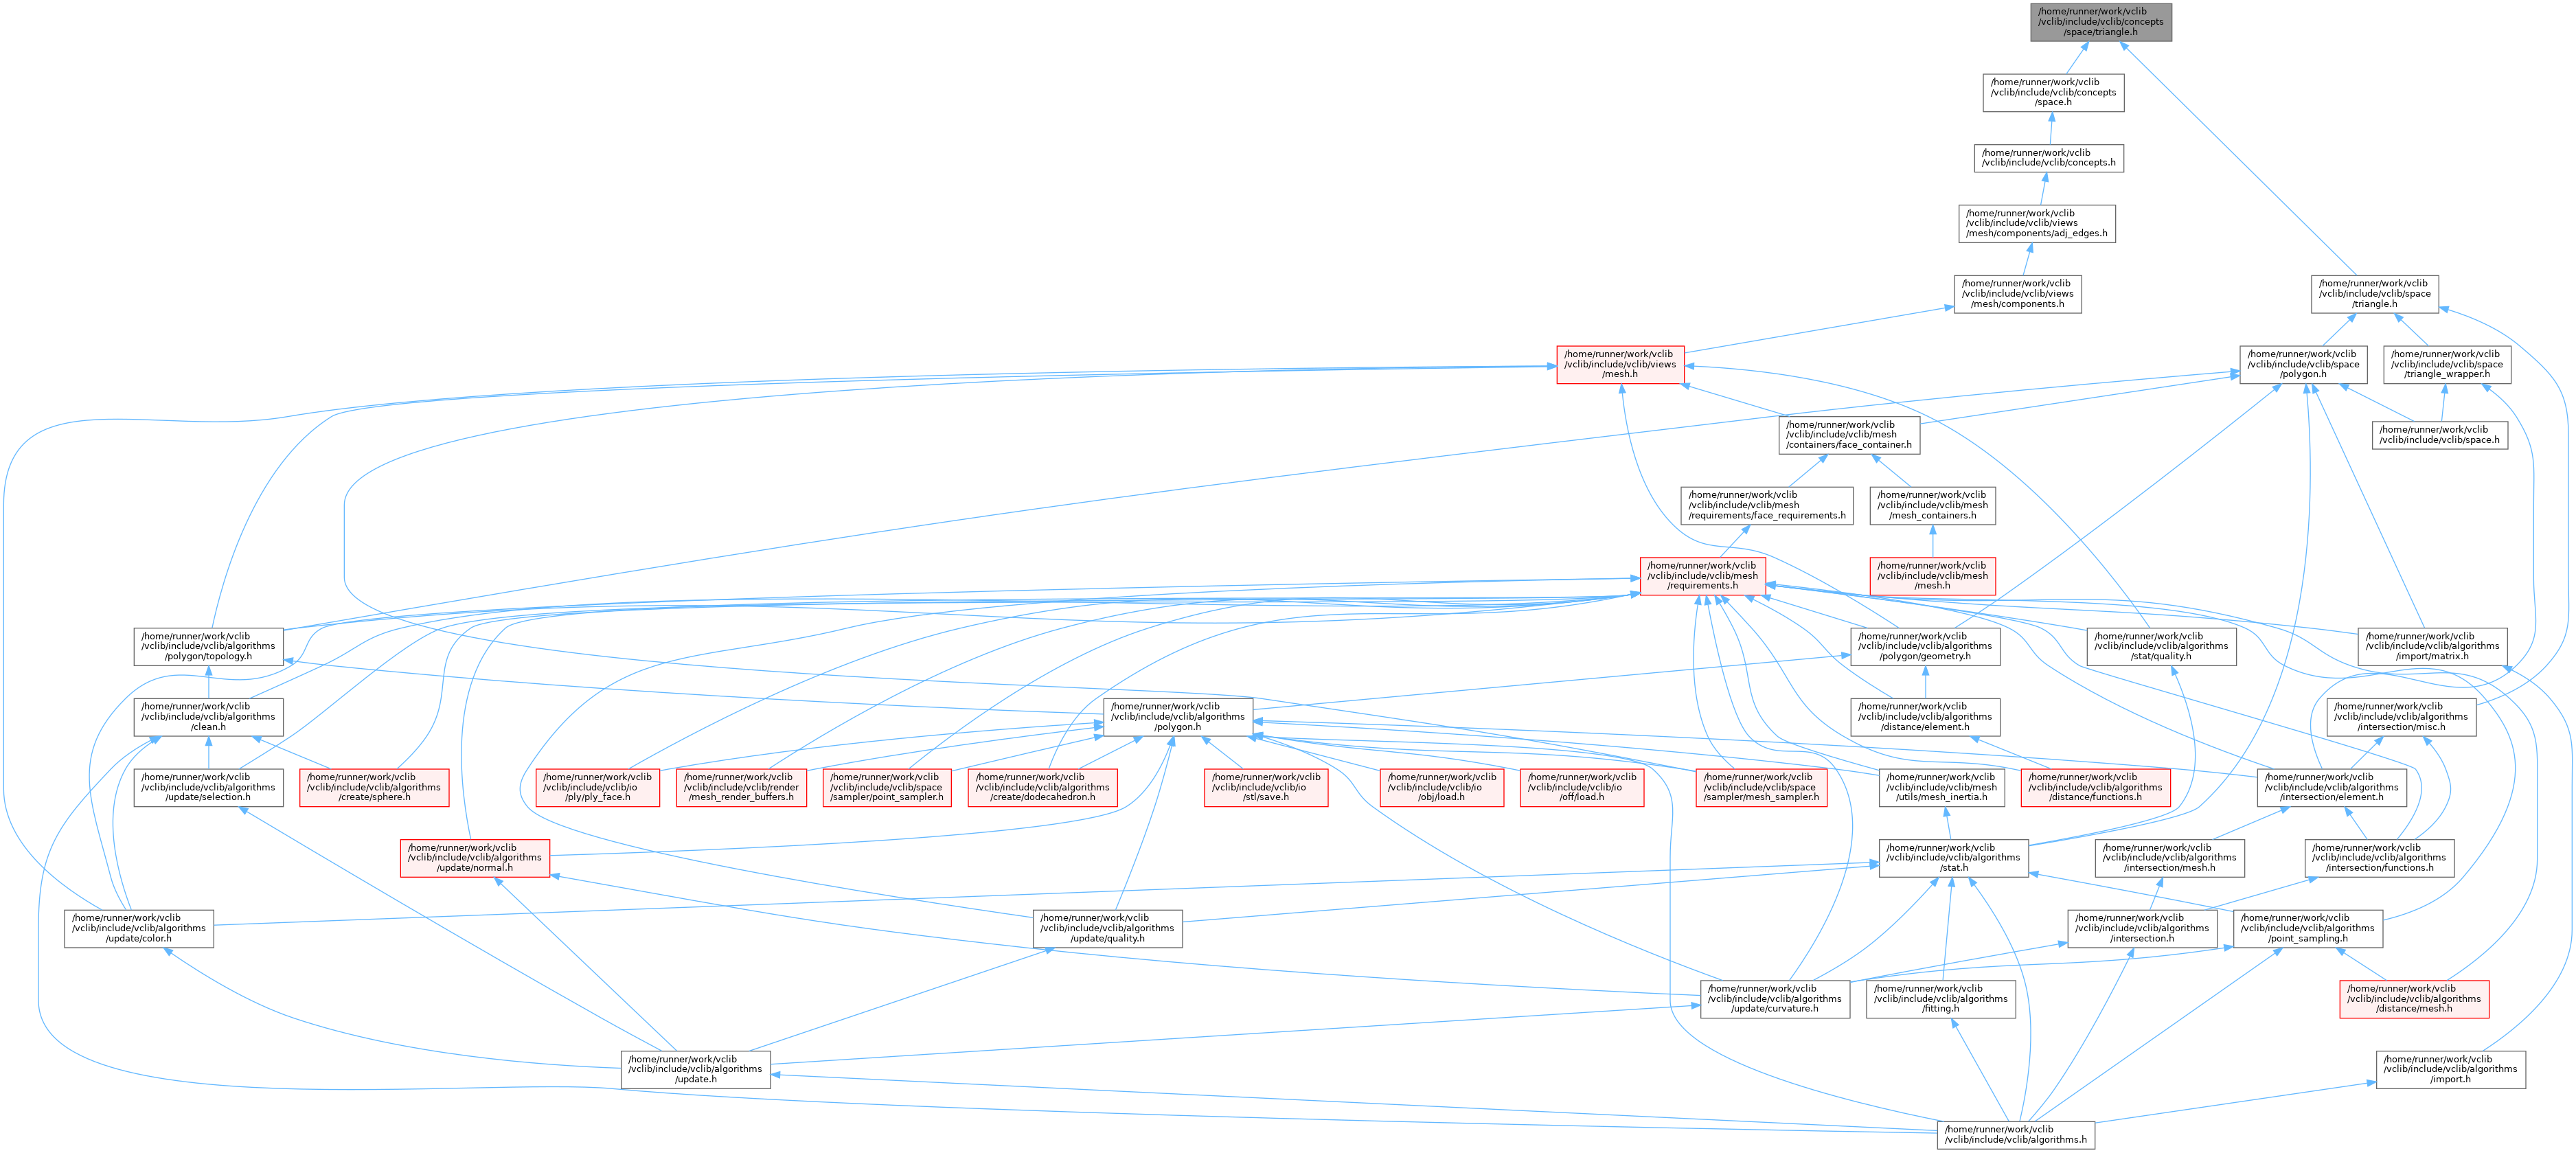 /home/runner/work/vclib
/vclib/include/vclib/concepts
/space/triangle.h
/home/runner/work/vclib
/vclib/include/vclib/concepts
/space.h
/home/runner/work/vclib
/vclib/include/vclib/concepts.h
/home/runner/work/vclib
/vclib/include/vclib/views
/mesh/components/adj_edges.h
/home/runner/work/vclib
/vclib/include/vclib/views
/mesh/components.h
/home/runner/work/vclib
/vclib/include/vclib/space
/triangle.h
/home/runner/work/vclib
/vclib/include/vclib/views
/mesh.h
/home/runner/work/vclib
/vclib/include/vclib/space
/polygon.h
/home/runner/work/vclib
/vclib/include/vclib/space
/triangle_wrapper.h
/home/runner/work/vclib
/vclib/include/vclib/mesh
/containers/face_container.h
/home/runner/work/vclib
/vclib/include/vclib/space.h
/home/runner/work/vclib
/vclib/include/vclib/mesh
/requirements/face_requirements.h
/home/runner/work/vclib
/vclib/include/vclib/mesh
/mesh_containers.h
/home/runner/work/vclib
/vclib/include/vclib/mesh
/requirements.h
/home/runner/work/vclib
/vclib/include/vclib/mesh
/mesh.h
/home/runner/work/vclib
/vclib/include/vclib/algorithms
/polygon/topology.h
/home/runner/work/vclib
/vclib/include/vclib/algorithms
/polygon/geometry.h
/home/runner/work/vclib
/vclib/include/vclib/algorithms
/stat/quality.h
/home/runner/work/vclib
/vclib/include/vclib/algorithms
/import/matrix.h
/home/runner/work/vclib
/vclib/include/vclib/algorithms
/clean.h
/home/runner/work/vclib
/vclib/include/vclib/algorithms
/polygon.h
/home/runner/work/vclib
/vclib/include/vclib/algorithms
/distance/element.h
/home/runner/work/vclib
/vclib/include/vclib/algorithms
/intersection/misc.h
/home/runner/work/vclib
/vclib/include/vclib/algorithms
/update/selection.h
/home/runner/work/vclib
/vclib/include/vclib/algorithms
/create/sphere.h
/home/runner/work/vclib
/vclib/include/vclib/io
/ply/ply_face.h
/home/runner/work/vclib
/vclib/include/vclib/render
/mesh_render_buffers.h
/home/runner/work/vclib
/vclib/include/vclib/space
/sampler/point_sampler.h
/home/runner/work/vclib
/vclib/include/vclib/algorithms
/create/dodecahedron.h
/home/runner/work/vclib
/vclib/include/vclib/io
/stl/save.h
/home/runner/work/vclib
/vclib/include/vclib/io
/obj/load.h
/home/runner/work/vclib
/vclib/include/vclib/io
/off/load.h
/home/runner/work/vclib
/vclib/include/vclib/space
/sampler/mesh_sampler.h
/home/runner/work/vclib
/vclib/include/vclib/mesh
/utils/mesh_inertia.h
/home/runner/work/vclib
/vclib/include/vclib/algorithms
/distance/functions.h
/home/runner/work/vclib
/vclib/include/vclib/algorithms
/intersection/element.h
/home/runner/work/vclib
/vclib/include/vclib/algorithms
/update/normal.h
/home/runner/work/vclib
/vclib/include/vclib/algorithms
/stat.h
/home/runner/work/vclib
/vclib/include/vclib/algorithms
/intersection/mesh.h
/home/runner/work/vclib
/vclib/include/vclib/algorithms
/intersection/functions.h
/home/runner/work/vclib
/vclib/include/vclib/algorithms
/update/color.h
/home/runner/work/vclib
/vclib/include/vclib/algorithms
/update/quality.h
/home/runner/work/vclib
/vclib/include/vclib/algorithms
/intersection.h
/home/runner/work/vclib
/vclib/include/vclib/algorithms
/point_sampling.h
/home/runner/work/vclib
/vclib/include/vclib/algorithms
/update/curvature.h
/home/runner/work/vclib
/vclib/include/vclib/algorithms
/fitting.h
/home/runner/work/vclib
/vclib/include/vclib/algorithms
/distance/mesh.h
/home/runner/work/vclib
/vclib/include/vclib/algorithms
/update.h
/home/runner/work/vclib
/vclib/include/vclib/algorithms
/import.h
/home/runner/work/vclib
/vclib/include/vclib/algorithms.h